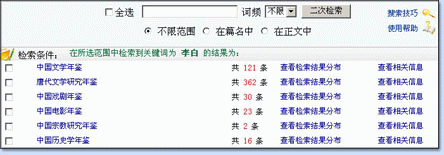 全选 词频 不限 二次检索 搜索技巧
不限范围 在篇名中 在正文中 使用帮助
检索条件: 在所选范围中检索到关键词为 李白 的结果为:
中国文学年鉴 共 121 条 查看检索结果分布 查看相关信息
唐代文学研究年鉴 共 362 条 查看检索结果分布 查看相关信息
中国戏剧年鉴 共 30 条 查看检索结果分布 查看相关信息
中国电影年鉴 共 23 条 查看检索结果分布 查看相关信息
中国宗教研究年鉴 共 2 条 查看检索结果分布 查看相关信息
中国历史学年鉴 共 16 条 查看检索结果分布 查看相关信息